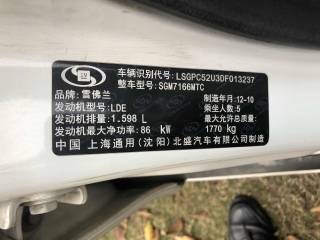 车辆识别代号: LSGPC52U3DF013237
整车型号: SGM7166MTC
品牌: 雪佛兰 制造年月: 12-10
发动机型号: LDE 乘坐人数: 5
发动机排量: 1.598 L 最大允许总质量:
发动机最大净功率: 86 kW 1770 kg
中国 上海通用(沈阳)北盛汽车有限公司制造